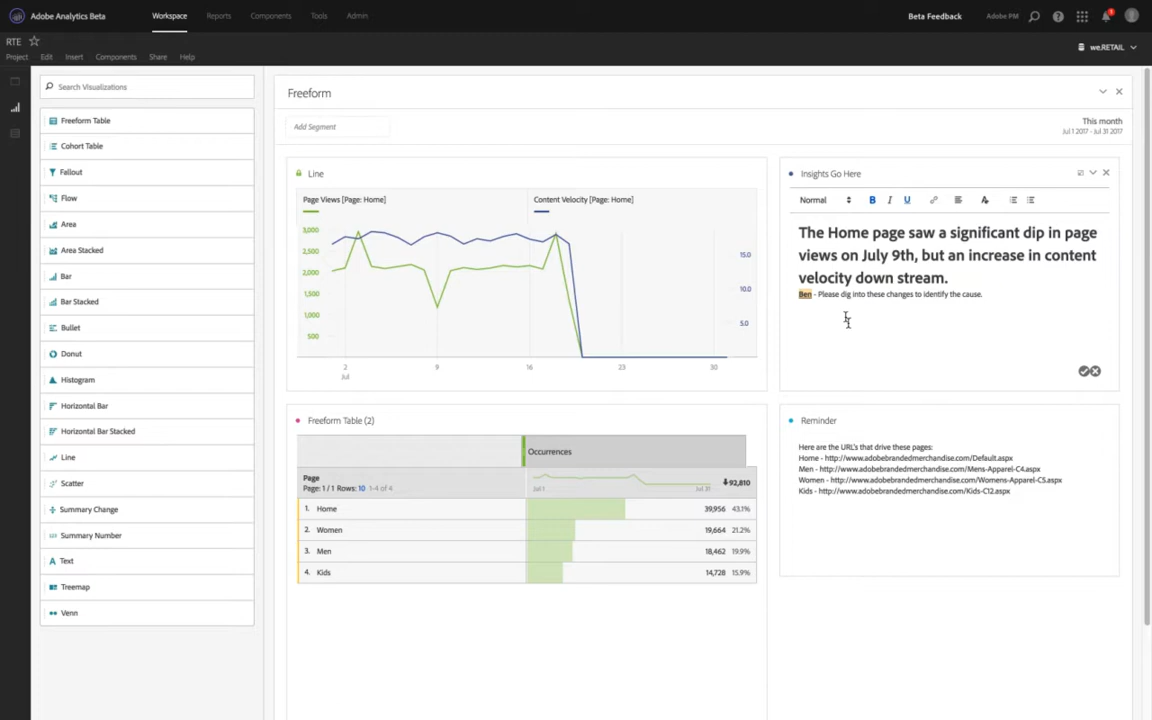 Adobe Analytics Beta
Workspace
Reports
Components
Tools
Admin
Beta Feedback
Adobe PM
1
RTE
Project
Edit
Insert
Components
Share
Help
we.RETAIL
Search Visualizations
Freeform Table
Cohort Table
Fallout
Flow
Area
Area Stacked
Bar
Bar Stacked
Bullet
Donut
Histogram
Horizontal Bar
Horizontal Bar Stacked
Line
Scatter
Summary Change
Summary Number
Text
Treemap
Venn
Freeform
Add Segment
This month
Jul 1 2017 - Jul 31 2017
Line
Page Views [Page: Home]
Content Velocity [Page: Home]
3,000
2,500
2,000
1,500
1,000
500
15.0
10.0
5.0
2
Jul
9
16
23
30
Insights Go Here
Normal
B
I
U
A
The Home page saw a significant dip in page
views on July 9th, but an increase in content
velocity down stream.
Ben - Please dig into these changes to identify the cause.
Freeform Table (2)
Occurrences
Page
Page: 1 / 1 Rows: 10 1-4 of 4
Jul 1
Jul 31
92,810
1. Home 39,956 43.1%
2. Women 19,664 21.2%
3. Men 18,462 19.9%
4. Kids 14,728 15.9%
Reminder
Here are the URL's that drive these pages:
Home - http://www.adobebrandedmerchandise.com/Default.aspx
Men - http://www.adobebrandedmerchandise.com/Mens-Apparel-C4.aspx
Women - http://www.adobebrandedmerchandise.com/Womens-Apparel-C5.aspx
Kids - http://www.adobebrandedmerchandise.com/Kids-C12.aspx